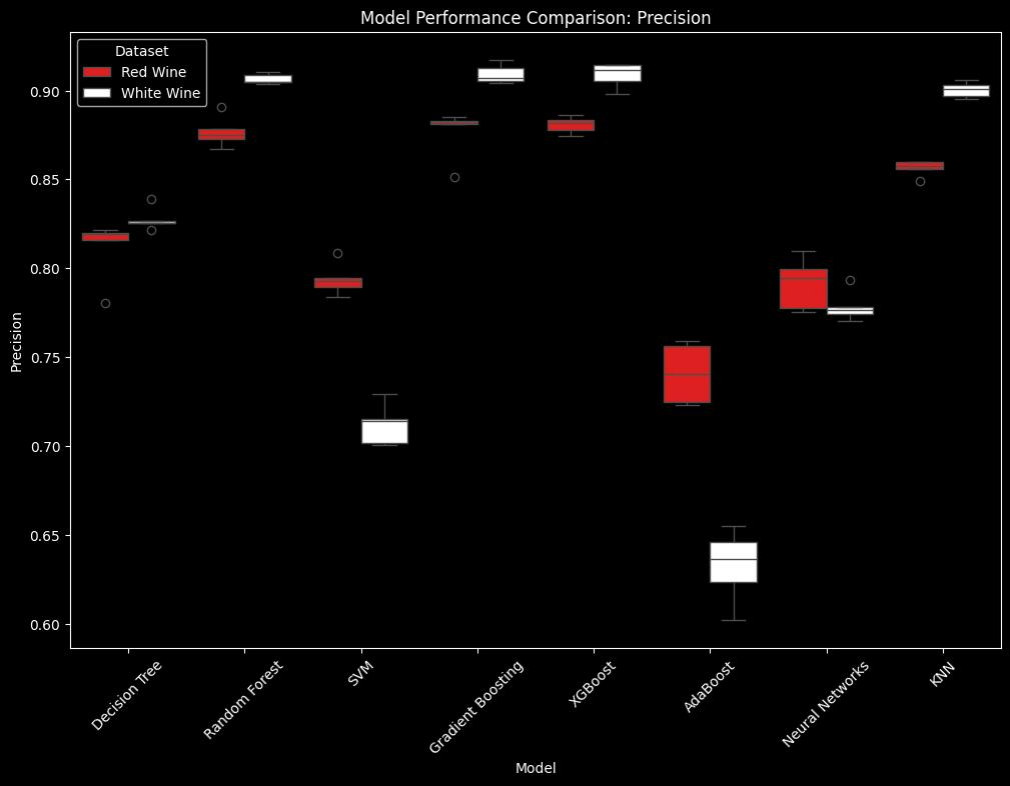 Model Performance Comparison: Precision
Dataset
Red Wine
White Wine
Precision
0.90
0.85
0.80
0.75
0.70
0.65
0.60
Decision Tree
Random Forest
SVM
Gradient Boosting
XGBoost
AdaBoost
Neural Networks
KNN
Model